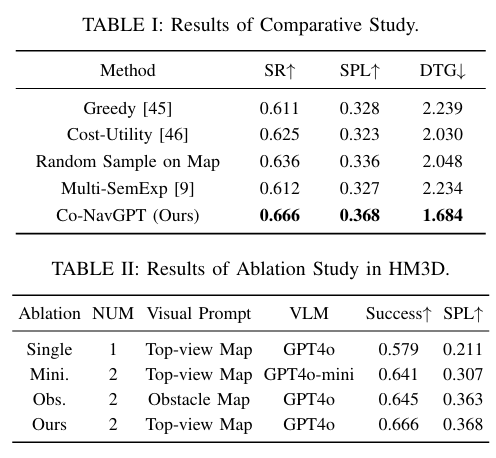 TABLE I: Results of Comparative Study.
Method SR↑ SPL↑ DTG↓
Greedy [45] 0.611 0.328 2.239
Cost-Utility [46] 0.625 0.323 2.030
Random Sample on Map 0.636 0.336 2.048
Multi-SemExp [9] 0.612 0.327 2.234
Co-NavGPT (Ours) 0.666 0.368 1.684
TABLE II: Results of Ablation Study in HM3D.
Ablation NUM Visual Prompt VLM Success↑ SPL↑
Single 1 Top-view Map GPT4o 0.579 0.211
Mini. 2 Top-view Map GPT4o-mini 0.641 0.307
Obs. 2 Obstacle Map GPT4o 0.645 0.363
Ours 2 Top-view Map GPT4o 0.666 0.368